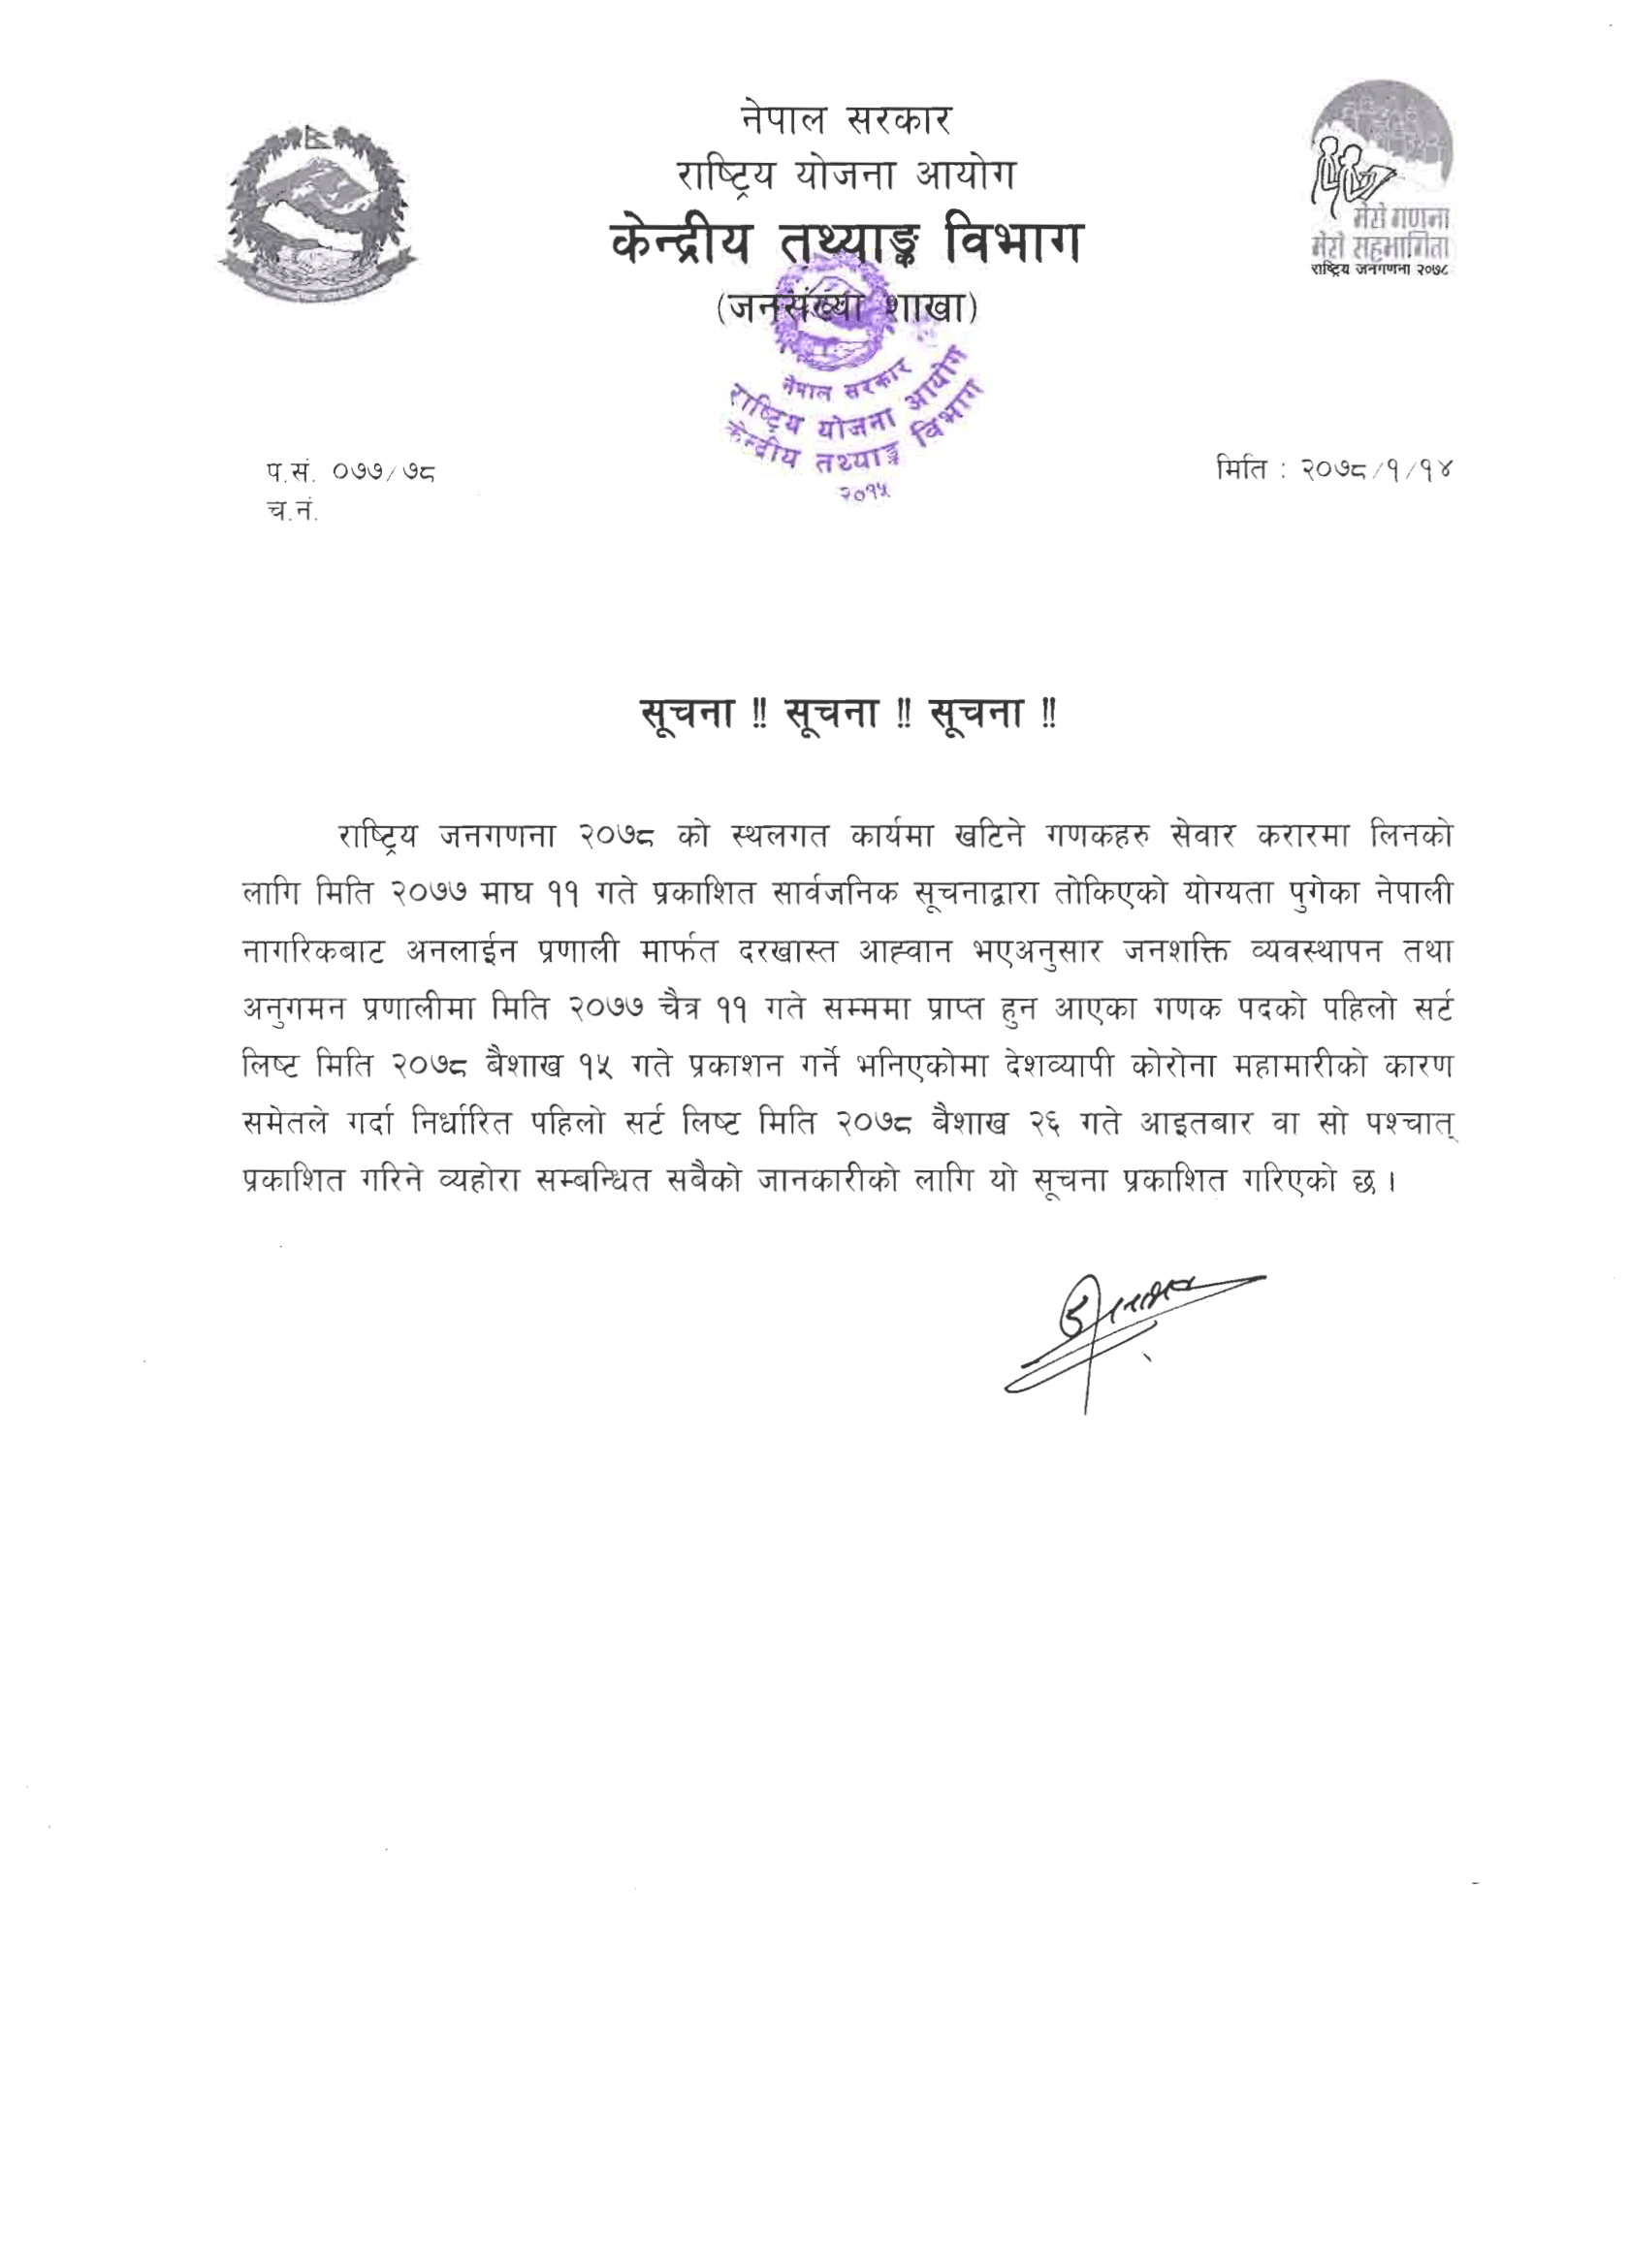 नेपाल सरकार
राष्ट्रिय योजना आयोग
केन्द्रीय तथ्याङ्क विभाग
(जनसंख्या शाखा)
मेरो गणना
मेरो सहभागिता
राष्ट्रिय जनगणना २०७८
नेपाल सरकार
राष्ट्रिय योजना आयोग
केन्द्रीय तथ्याङ्क विभाग
२०१५
प.सं. ०७७/७८
मिति : २०७८/१/१४
च.नं.
सूचना !! सूचना !! सूचना !!
राष्ट्रिय जनगणना २०७८ को स्थलगत कार्यमा खटिने गणकहरु सेवार करारमा लिनको
लागि मिति २०७७ माघ ११ गते प्रकाशित सार्वजनिक सूचनाद्वारा तोकिएको योग्यता पुगेका नेपाली
नागरिकबाट अनलाईन प्रणाली मार्फत दरखास्त आह्वान भएअनुसार जनशक्ति व्यवस्थापन तथा
अनुगमन प्रणालीमा मिति २०७७ चैत्र ११ गते सम्ममा प्राप्त हुन आएका गणक पदको पहिलो सर्ट
लिष्ट मिति २०७८ बैशाख १५ गते प्रकाशन गर्ने भनिएकोमा देशव्यापी कोरोना महामारीको कारण
समेतले गर्दा निर्धारित पहिलो सर्ट लिष्ट मिति २०७८ बैशाख २६ गते आइतबार वा सो पश्चात्
प्रकाशित गरिने व्यहोरा सम्बन्धित सबैको जानकारीको लागि यो सूचना प्रकाशित गरिएको छ ।